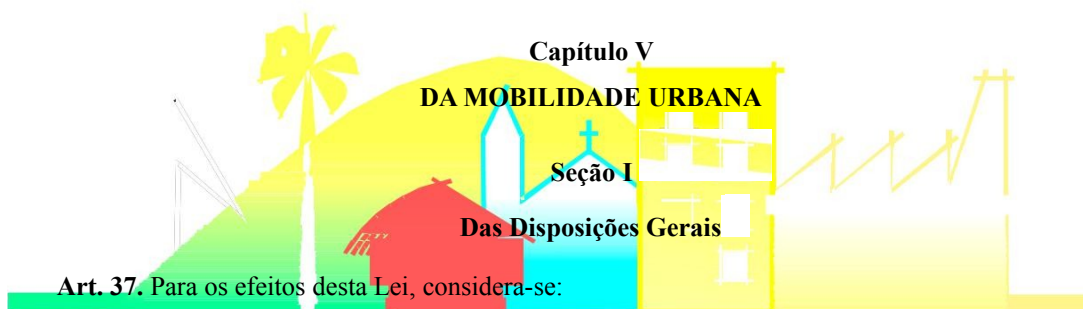 Capítulo V
DA MOBILIDADE URBANA
Seção I
Das Disposições Gerais
Art. 37. Para os efeitos desta Lei, considera-se: